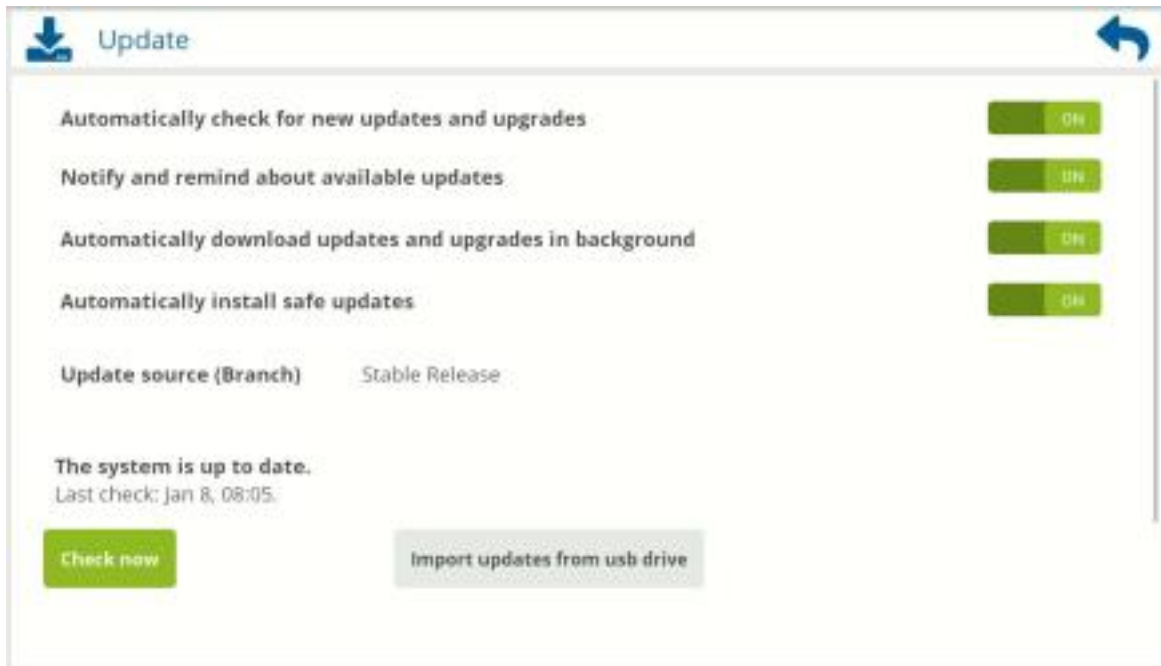 Update
Automatically check for new updates and upgrades ON
Notify and remind about available updates ON
Automatically download updates and upgrades in background ON
Automatically install safe updates ON
Update source (Branch) Stable Release
The system is up to date.
Last check: Jan 8, 08:05.
Check now Import updates from usb drive